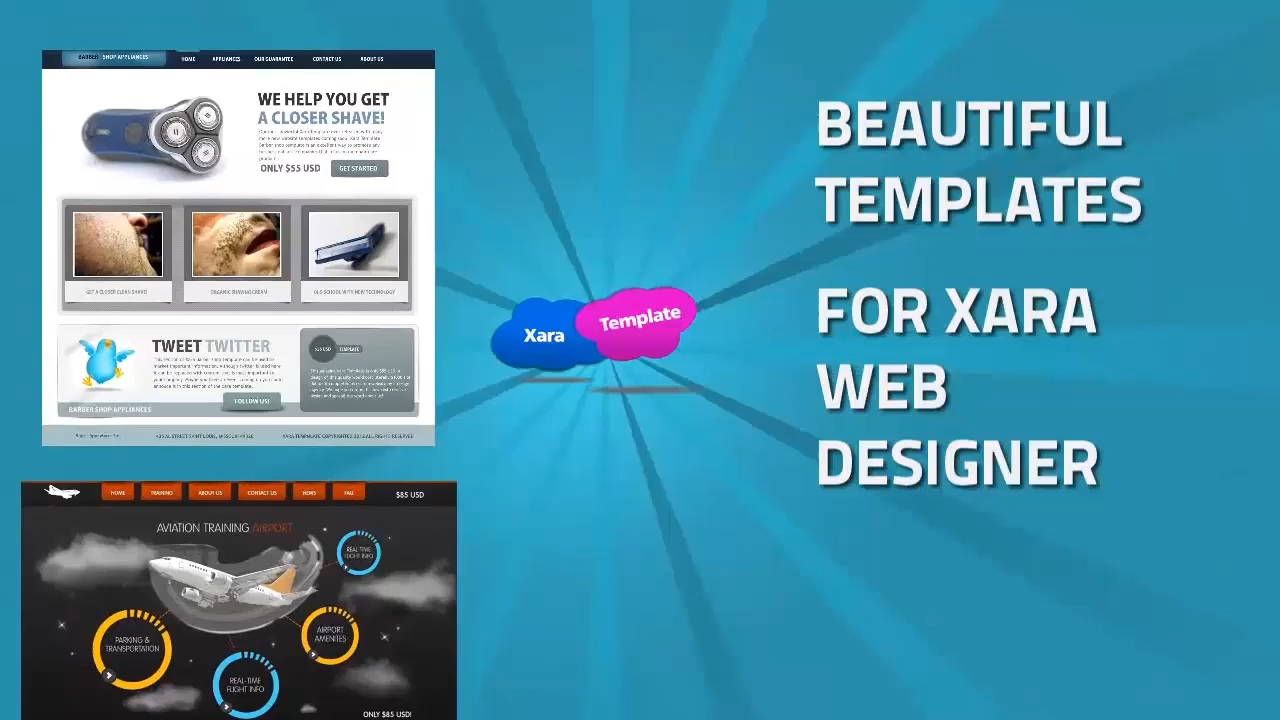 BARBER SHOP APPLIANCES
HOME APPLIANCES OUR GUARANTEE CONTACT US ABOUT US
WE HELP YOU GET
A CLOSER SHAVE!
ONLY $55 USD GET STARTED
GET A CLOSER CLEAN SHAVE!
ORGANIC SHAVING CREAM
OLD SCHOOL WITH NEW TECHNOLOGY
TWEET TWITTER
$55 USD TEMPLATE
FOLLOW US!
BARBER SHOP APPLIANCES
Xara
Template
BEAUTIFUL
TEMPLATES
FOR XARA
WEB
DESIGNER
HOME TRAINING ABOUT US CONTACT US NEWS FAQ $85 USD
AVIATION TRAINING AIRPORT
REAL TIME
FLIGHT INFO
AIRPORT
AMENITES
PARKING &
TRANSPORTATION
REAL-TIME
FLIGHT INFO
ONLY $85 USD!